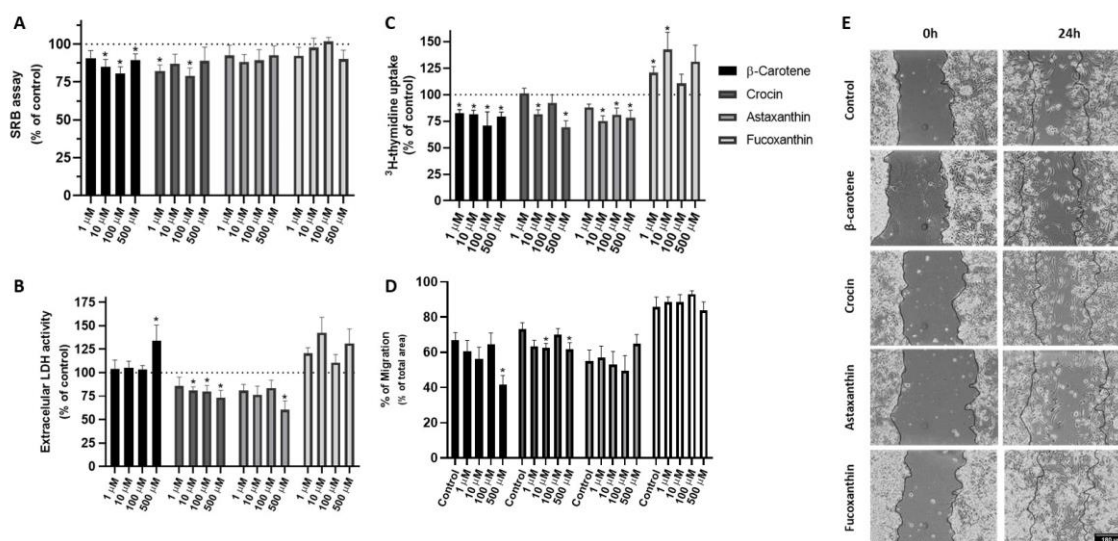 A
SRB assay
(% of control)
100
75
50
25
0
1 µM
10 µM
100 µM
500 µM
1 µM
10 µM
100 µM
500 µM
1 µM
10 µM
100 µM
500 µM
1 µM
10 µM
100 µM
500 µM
* * * * *
C
³H-thymidine uptake
(% of control)
150
125
100
75
50
25
0
1 µM
10 µM
100 µM
500 µM
1 µM
10 µM
100 µM
500 µM
1 µM
10 µM
100 µM
500 µM
1 µM
10 µM
100 µM
500 µM
* * * * * * * * * * *
β-Carotene
Crocin
Astaxanthin
Fucoxanthin
B
Extracelular LDH activity
(% of control)
175
150
125
100
75
50
25
0
1 µM
10 µM
100 µM
500 µM
1 µM
10 µM
100 µM
500 µM
1 µM
10 µM
100 µM
500 µM
1 µM
10 µM
100 µM
500 µM
* * * * *
D
% of Migration
(% of total area)
100
80
60
40
20
0
Control
1 µM
10 µM
100 µM
500 µM
Control
1 µM
10 µM
100 µM
500 µM
Control
1 µM
10 µM
100 µM
500 µM
Control
1 µM
10 µM
100 µM
500 µM
* * *
E
0h 24h
Control
β-carotene
Crocin
Astaxanthin
Fucoxanthin